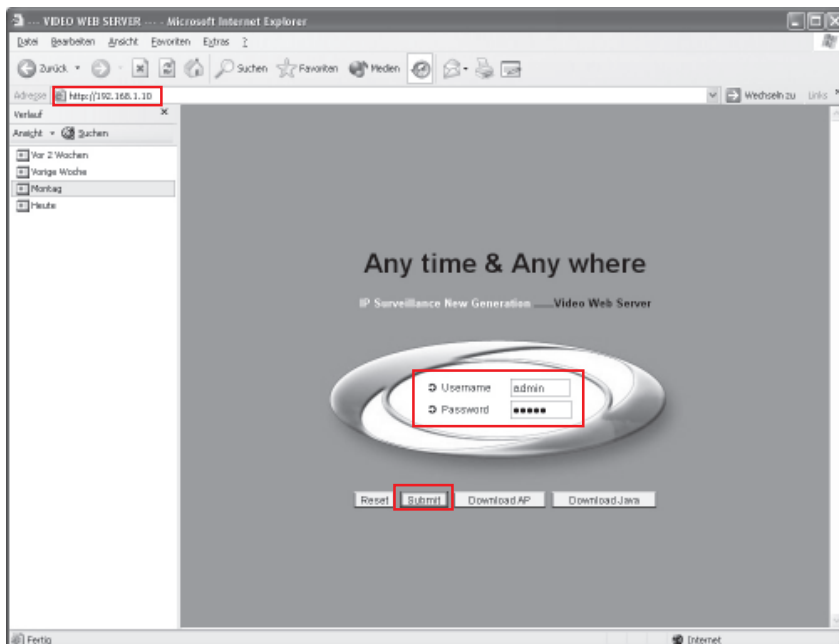 ... VIDEO WEB SERVER ... - Microsoft Internet Explorer
Datei Bearbeiten Ansicht Favoriten Extras ?
Zurück Suchen Favoriten Medien
Adresse http://192.168.1.10 Wechseln zu Links
Verlauf
Ansicht Suchen
Vor 2 Wochen
Vorige Woche
Montag
Heute
Any time & Any where
IP Surveillance New Generation ......Video Web Server
Username admin
Password •••••
Reset Submit Download AP Download Java
Fertig Internet